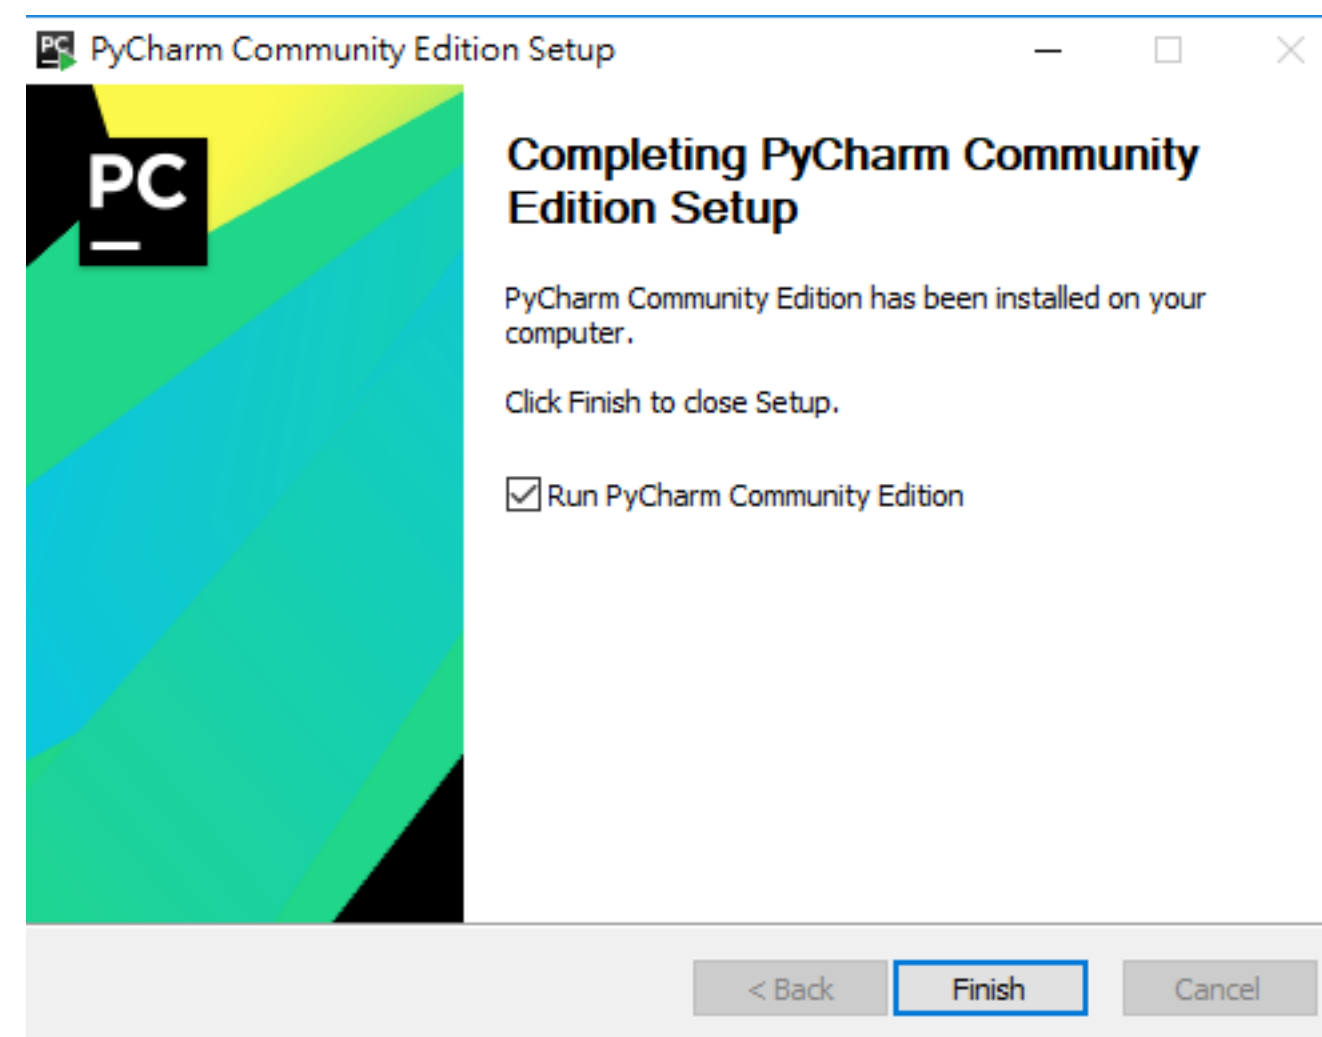 PyCharm Community Edition Setup
PC
Completing PyCharm Community
Edition Setup
PyCharm Community Edition has been installed on your
computer.
Click Finish to close Setup.
Run PyCharm Community Edition
< Back
Finish
Cancel